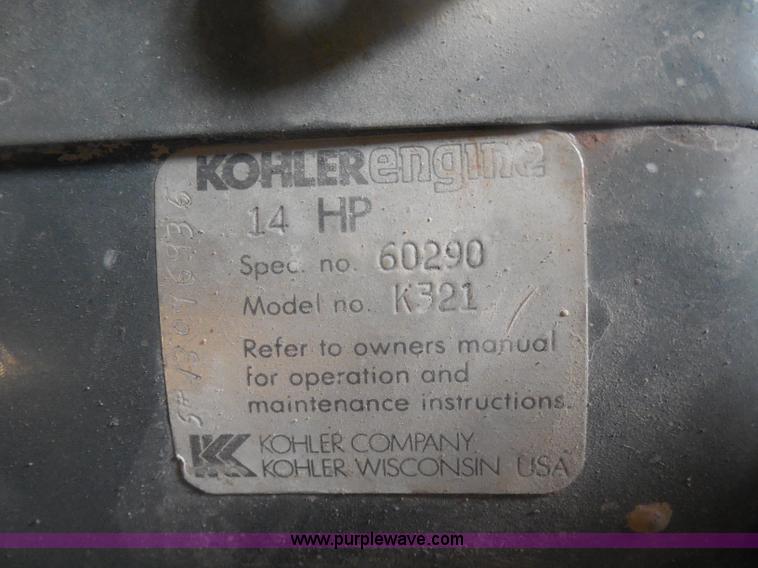 KOHLERengine
14 HP
Spec. no. 60290
Model no. K321
Refer to owners manual
for operation and
maintenance instructions.
KOHLER COMPANY
KOHLER WISCONSIN USA
www.purplewave.com